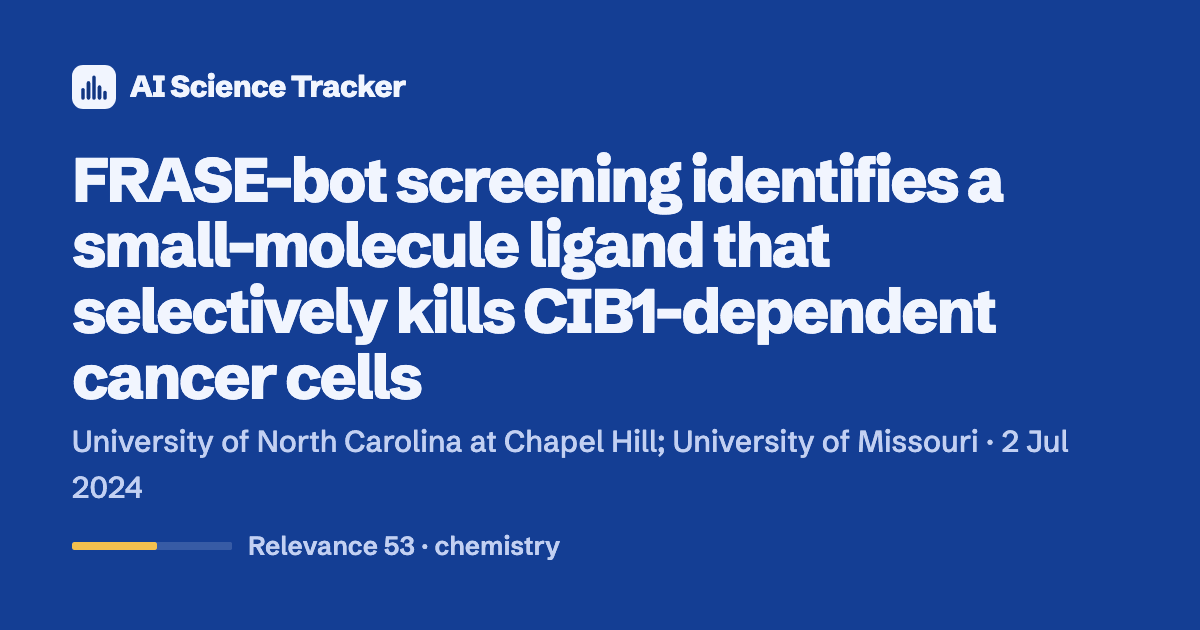 AI Science Tracker
FRASE-bot screening identifies a
small-molecule ligand that
selectively kills CIB1-dependent
cancer cells
University of North Carolina at Chapel Hill; University of Missouri · 2 Jul
2024
Relevance 53 · chemistry